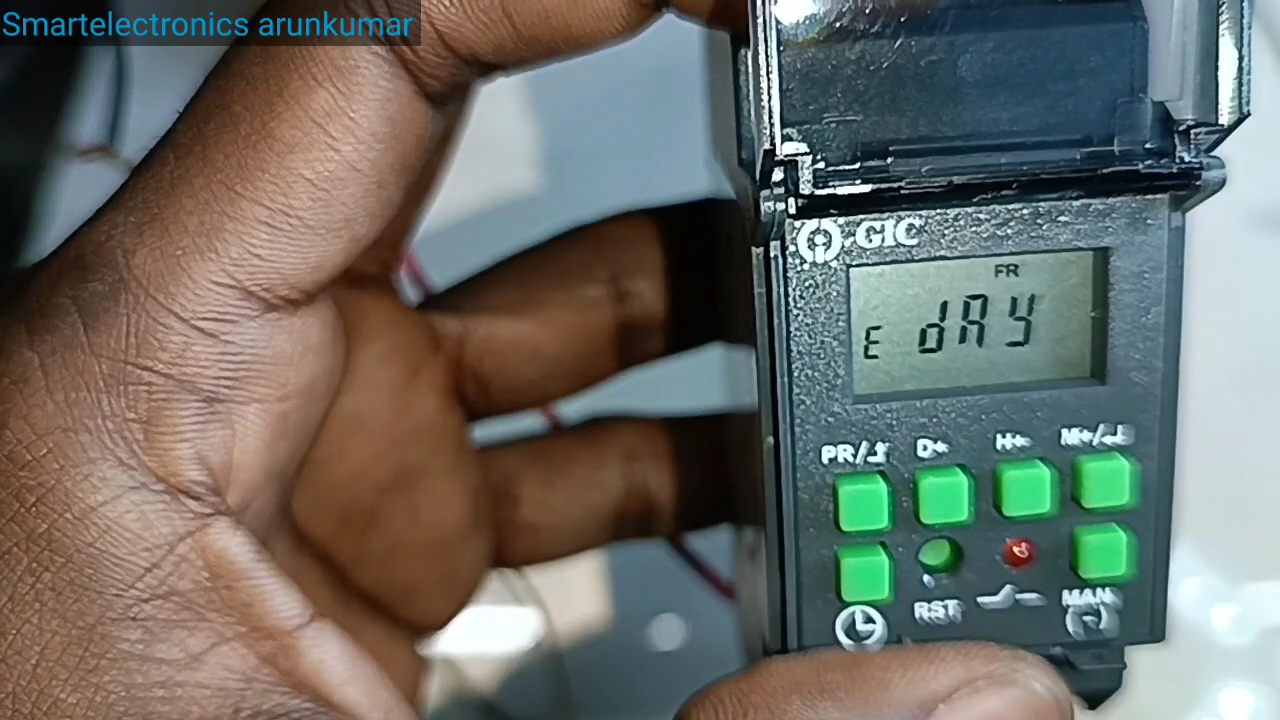 Smartelectronics arunkumar
GIC
FR
E dAY
PR/ D+ H+ M+/
RST MAN
(-)